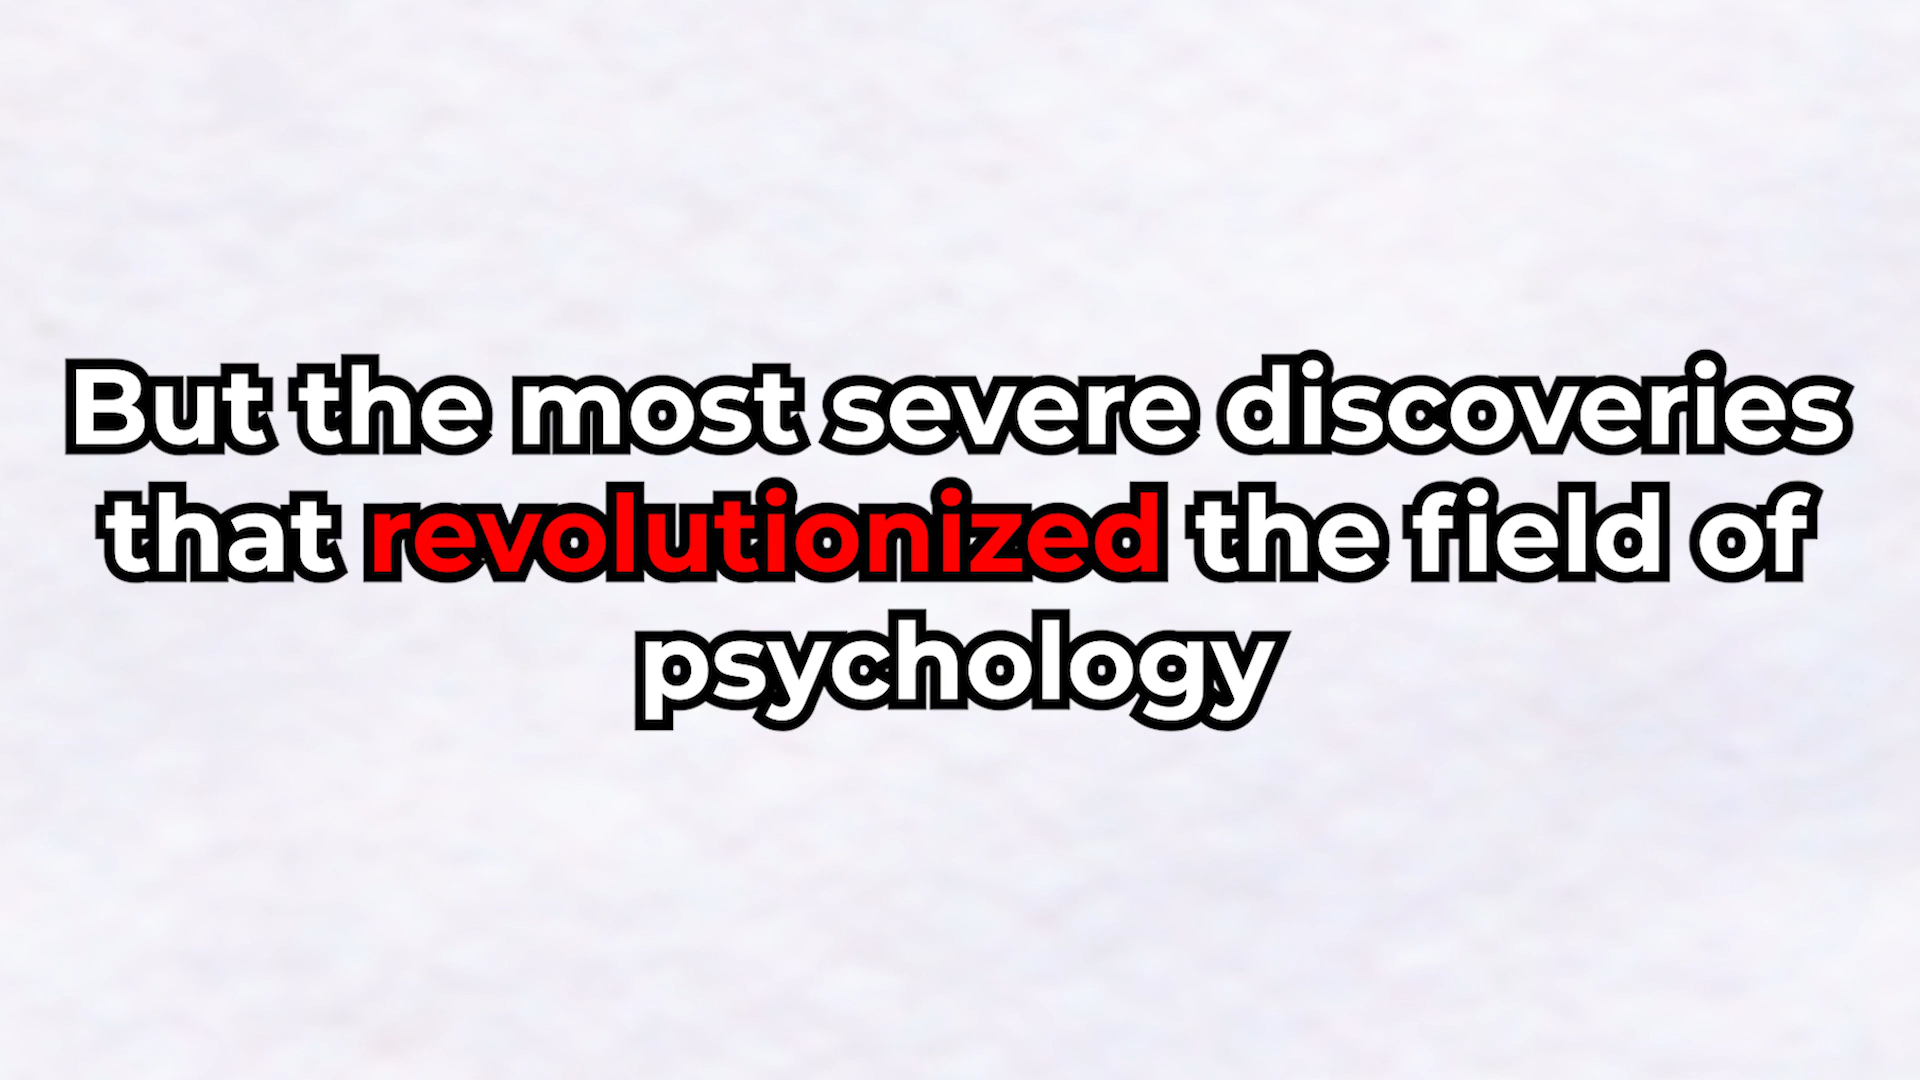 But the most severe discoveries
that revolutionized the field of
psychology